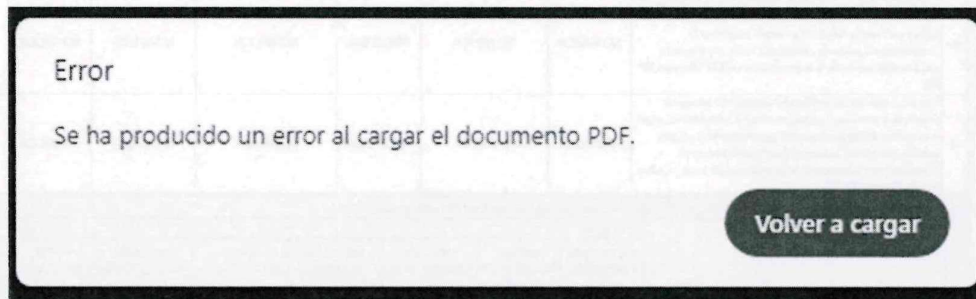 Error
Se ha producido un error al cargar el documento PDF.
Volver a cargar